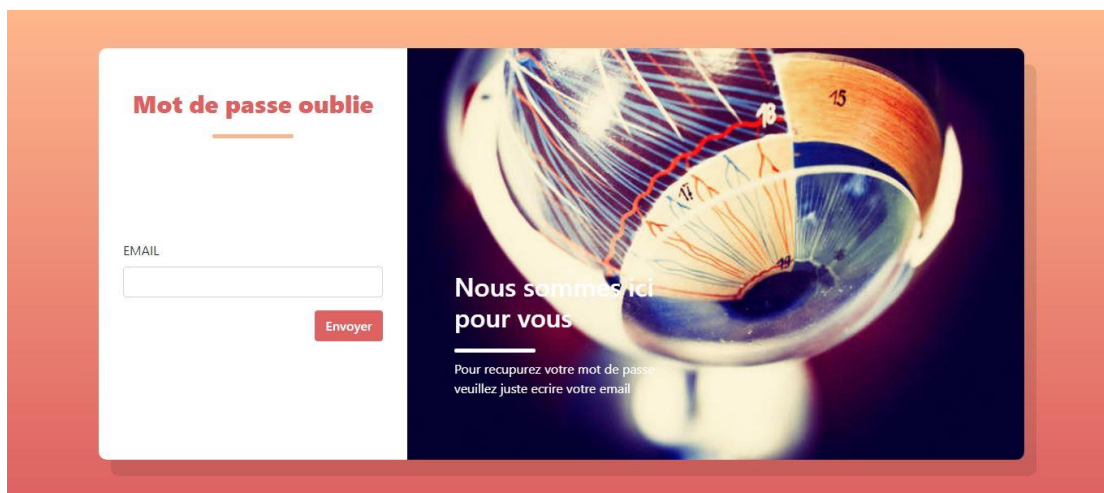 Mot de passe oublie
EMAIL
Envoyer
Nous sommes ici
pour vous
Pour recupurez votre mot de passe
veuillez juste ecrire votre email
15
18
17
19